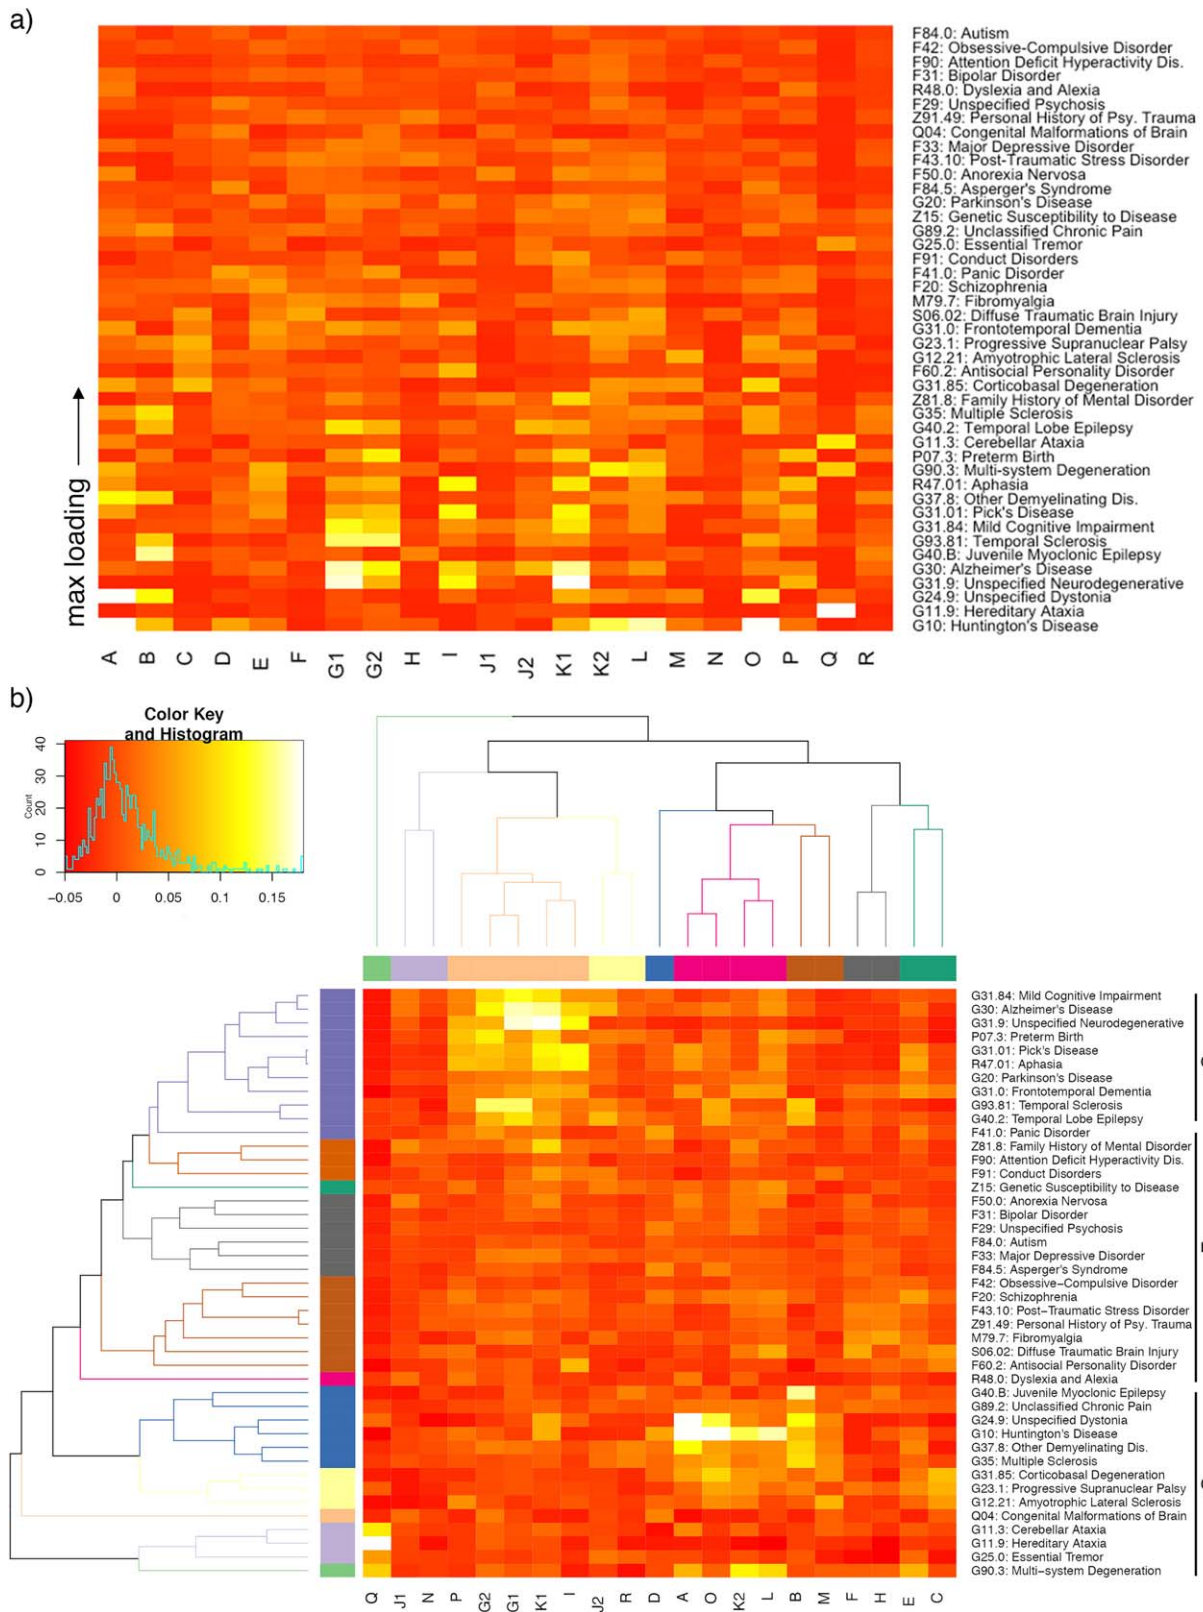 a)
F84.0: Autism
F42: Obsessive-Compulsive Disorder
F90: Attention Deficit Hyperactivity Dis.
F31: Bipolar Disorder
R48.0: Dyslexia and Alexia
F29: Unspecified Psychosis
Z91.49: Personal History of Psy. Trauma
Q04: Congenital Malformations of Brain
F33: Major Depressive Disorder
F43.10: Post-Traumatic Stress Disorder
F50.0: Anorexia Nervosa
F84.5: Asperger's Syndrome
G20: Parkinson's Disease
Z15: Genetic Susceptibility to Disease
G89.2: Unclassified Chronic Pain
G25.0: Essential Tremor
F91: Conduct Disorders
F41.0: Panic Disorder
F20: Schizophrenia
M79.7: Fibromyalgia
S06.02: Diffuse Traumatic Brain Injury
G31.0: Frontotemporal Dementia
G23.1: Progressive Supranuclear Palsy
G12.21: Amyotrophic Lateral Sclerosis
F60.2: Antisocial Personality Disorder
G31.85: Corticobasal Degeneration
Z81.8: Family History of Mental Disorder
G35: Multiple Sclerosis
G40.2: Temporal Lobe Epilepsy
G11.3: Cerebellar Ataxia
P07.3: Preterm Birth
G90.3: Multi-system Degeneration
R47.01: Aphasia
G37.8: Other Demyelinating Dis.
G31.01: Pick's Disease
G31.84: Mild Cognitive Impairment
G93.81: Temporal Sclerosis
G40.B: Juvenile Myoclonic Epilepsy
G30: Alzheimer's Disease
G31.9: Unspecified Neurodegenerative
G24.9: Unspecified Dystonia
G11.9: Hereditary Ataxia
G10: Huntington's Disease
max loading
A B C D E F G1 G2 H I J1 J2 K1 K2 L M N O P Q R
b)
Color Key
and Histogram
Count
40
30
20
10
0
-0.05 0 0.05 0.1 0.15
G31.84: Mild Cognitive Impairment
G30: Alzheimer's Disease
G31.9: Unspecified Neurodegenerative
P07.3: Preterm Birth
G31.01: Pick's Disease
R47.01: Aphasia
G20: Parkinson's Disease
G31.0: Frontotemporal Dementia
G93.81: Temporal Sclerosis
G40.2: Temporal Lobe Epilepsy
F41.0: Panic Disorder
Z81.8: Family History of Mental Disorder
F90: Attention Deficit Hyperactivity Dis.
F91: Conduct Disorders
Z15: Genetic Susceptibility to Disease
F50.0: Anorexia Nervosa
F31: Bipolar Disorder
F29: Unspecified Psychosis
F84.0: Autism
F33: Major Depressive Disorder
F84.5: Asperger's Syndrome
F42: Obsessive−Compulsive Disorder
F20: Schizophrenia
F43.10: Post−Traumatic Stress Disorder
Z91.49: Personal History of Psy. Trauma
M79.7: Fibromyalgia
S06.02: Diffuse Traumatic Brain Injury
F60.2: Antisocial Personality Disorder
R48.0: Dyslexia and Alexia
G40.B: Juvenile Myoclonic Epilepsy
G89.2: Unclassified Chronic Pain
G24.9: Unspecified Dystonia
G10: Huntington's Disease
G37.8: Other Demyelinating Dis.
G35: Multiple Sclerosis
G31.85: Corticobasal Degeneration
G23.1: Progressive Supranuclear Palsy
G12.21: Amyotrophic Lateral Sclerosis
Q04: Congenital Malformations of Brain
G11.3: Cerebellar Ataxia
G11.9: Hereditary Ataxia
G25.0: Essential Tremor
G90.3: Multi−system Degeneration
Q J1 N P G2 G1 K1 I J2 R D A O K2 L B M F H E C